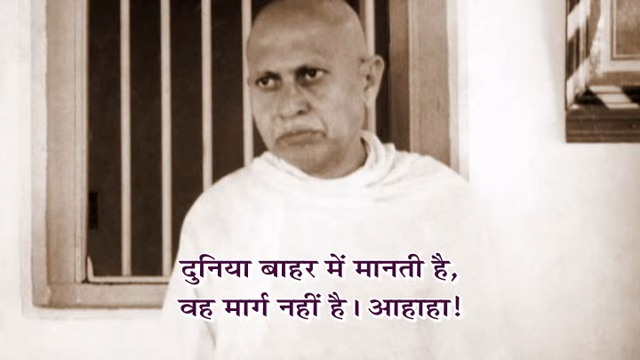 दुनिया बाहर में मानती है,
वह मार्ग नहीं है । आहाहा!